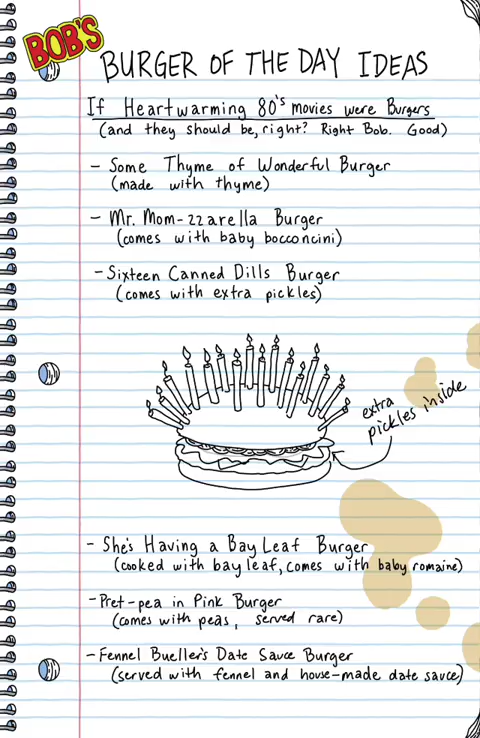 BOB'S
BURGER OF THE DAY IDEAS
If Heartwarming 80's movies were Burgers
(and they should be, right? Right Bob. Good)
- Some Thyme of Wonderful Burger
(made with thyme)
- Mr. Mom-zzarella Burger
(comes with baby bocconcini)
- Sixteen Canned Dills Burger
(comes with extra pickles)
extra
pickles inside
- She's Having a Bay Leaf Burger
(cooked with bay leaf, comes with baby romaine)
- Pret-pea in Pink Burger
(comes with peas, served rare)
- Fennel Bueller's Date Sauce Burger
(served with fennel and house-made date sauce)